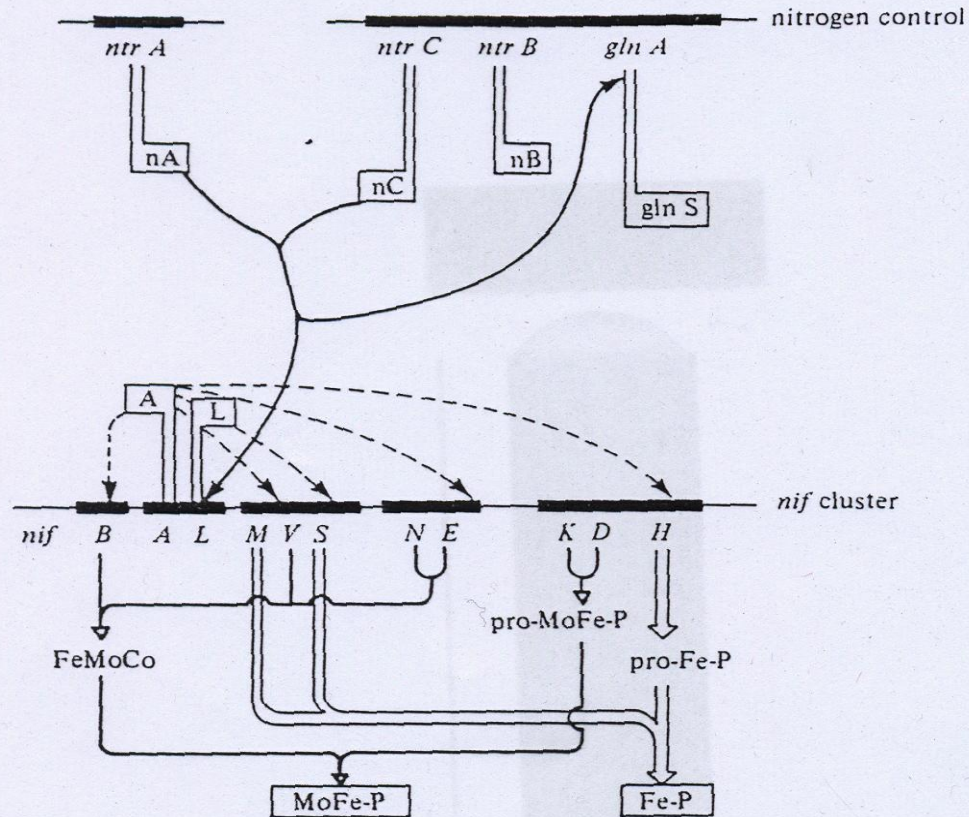 nitrogen control
ntr A ntr C ntr B gln A
nA nC nB gln S
A L
nif cluster
nif B A L M V S N E K D H
FeMoCo pro-MoFe-P pro-Fe-P
MoFe-P Fe-P